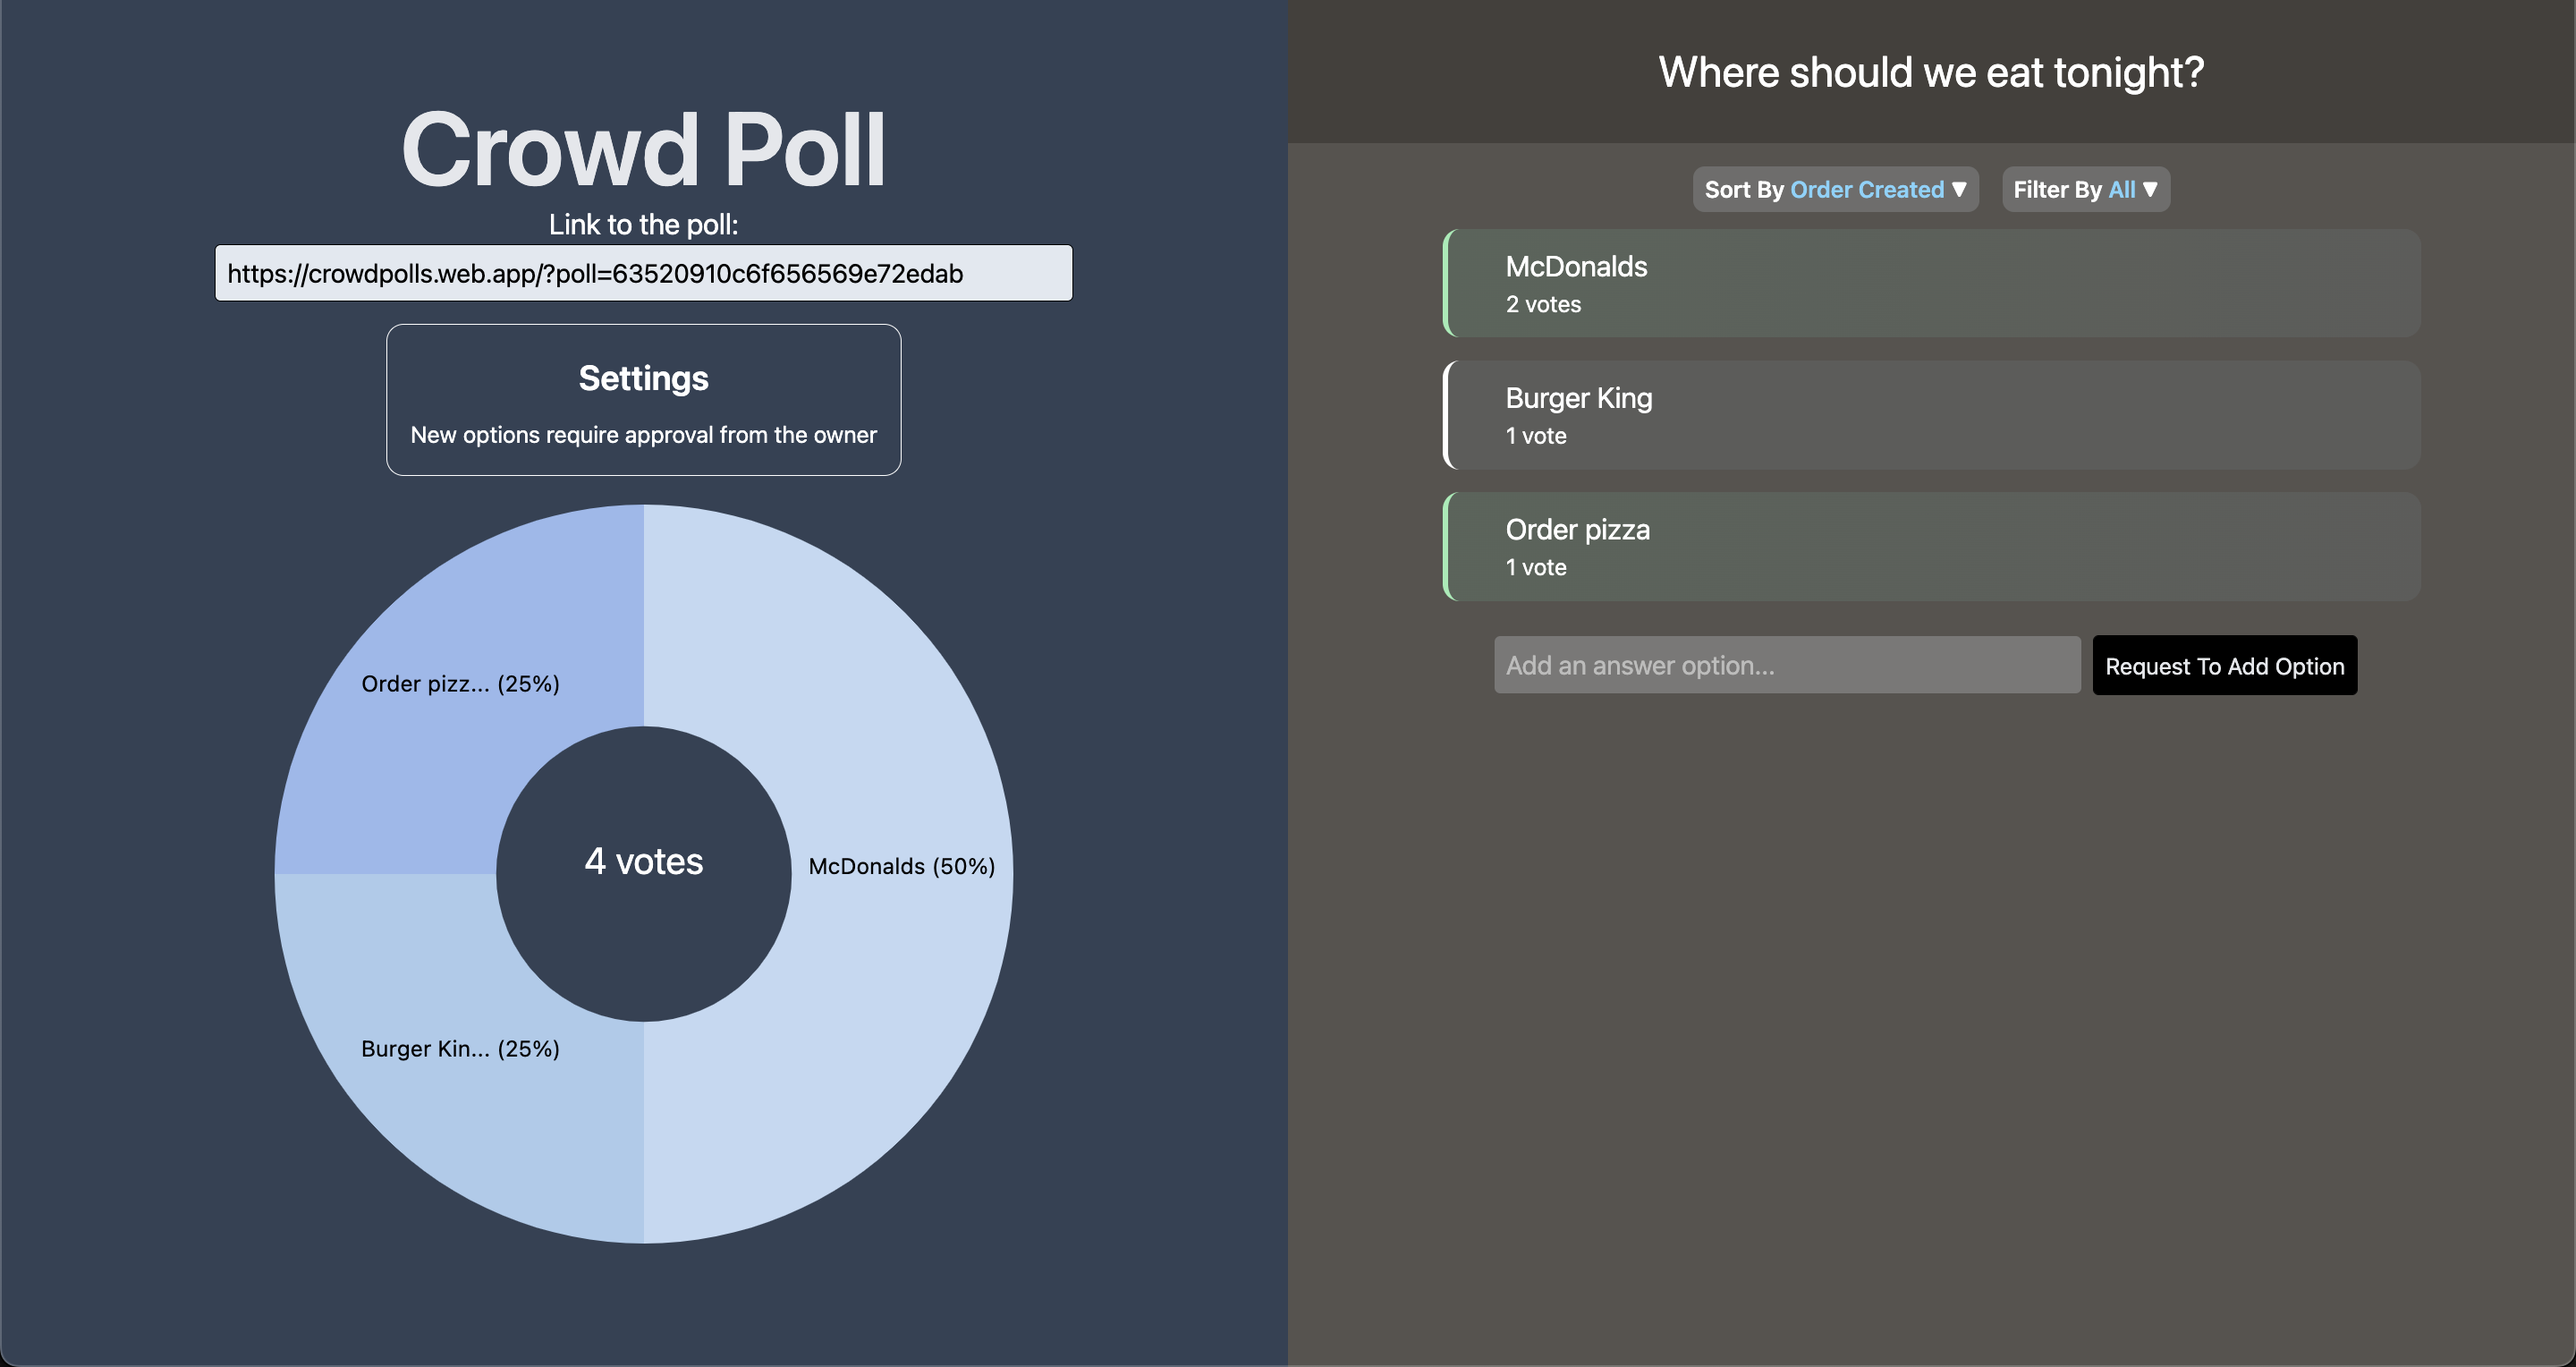 Crowd Poll
Link to the poll:
https://crowdpolls.web.app/?poll=63520910c6f656569e72edab
Settings
New options require approval from the owner
Order pizz... (25%)
4 votes
McDonalds (50%)
Burger Kin... (25%)
Where should we eat tonight?
Sort By Order Created ▼ Filter By All ▼
McDonalds
2 votes
Burger King
1 vote
Order pizza
1 vote
Add an answer option...
Request To Add Option